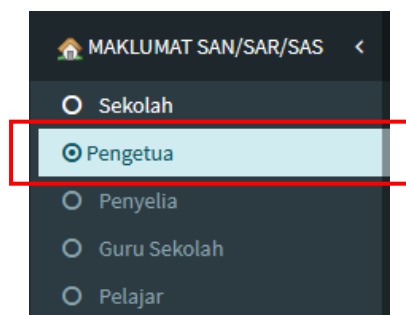 MAKLUMAT SAN/SAR/SAS
Sekolah
Pengetua
Penyelia
Guru Sekolah
Pelajar